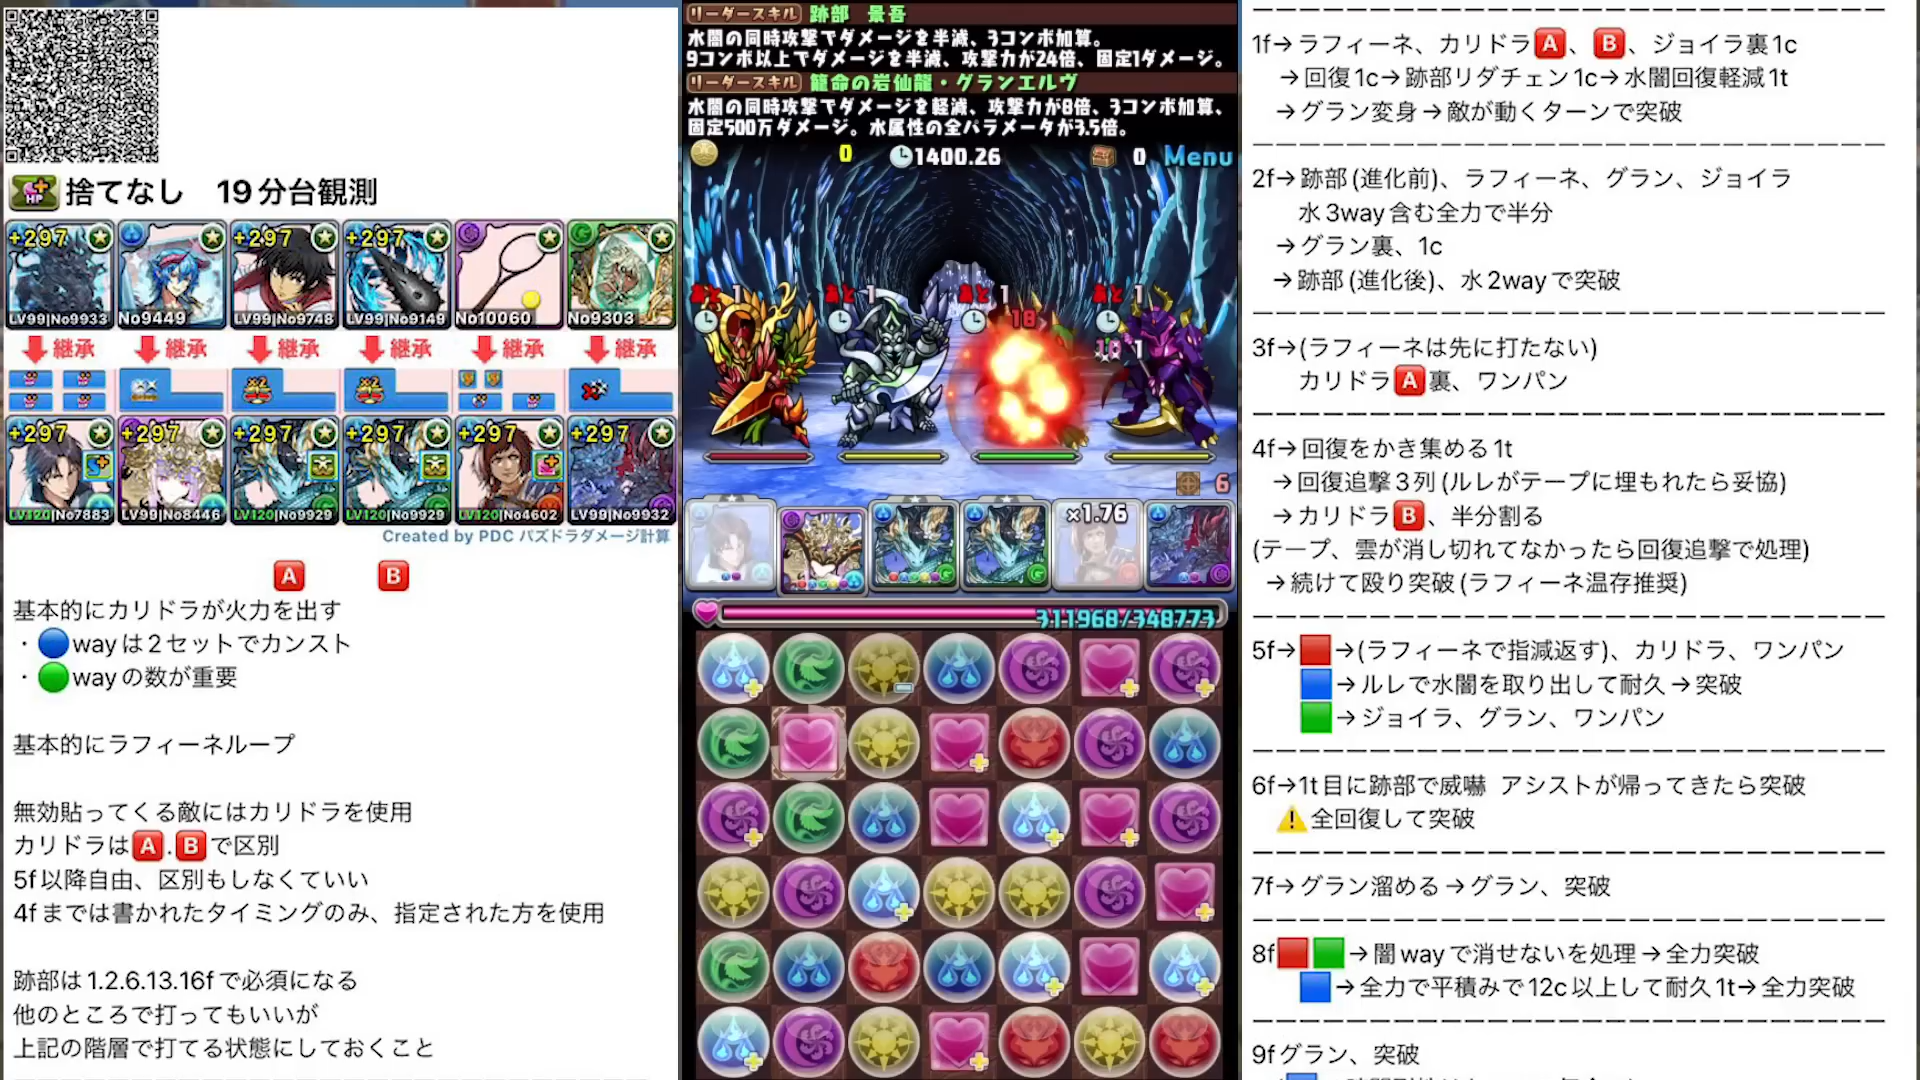 捨てなし 19分台観測
+297 +297 +297 +297
LV99|No9933 No9449 LV99|No9748 LV99|No9149 No10060 No9303
継承 継承 継承 継承 継承 継承
+297 +297 +297 +297 +297 +297
LV120|No7883 LV99|No8446 LV120|No9929 LV120|No9929 LV120|No4602 LV99|No9932
Created by PDC パズドラダメージ計算
A B
基本的にカリドラが火力を出す
・🔵wayは2セットでカンスト
・🟢wayの数が重要
基本的にラフィーネループ
無効貼ってくる敵にはカリドラを使用
カリドラはA.Bで区別
5f以降自由、区別もしなくていい
4fまでは書かれたタイミングのみ、指定された方を使用
跡部は1.2.6.13.16fで必須になる
他のところで打ってもいいが
上記の階層で打てる状態にしておくこと
リーダースキル 跡部 景吾
水闇の同時攻撃でダメージを半減、3コンボ加算。
9コンボ以上でダメージを半減、攻撃力が24倍、固定1ダメージ。
リーダースキル 籠命の岩仙龍・グランエルヴ
水闇の同時攻撃でダメージを軽減、攻撃力が8倍、3コンボ加算、
固定500万ダメージ。水属性の全パラメータが3.5倍。
0 1400.26 0 Menu
あと1 あと1 あと1 あと1
18
10 1
6
×1.76
311968/348773
1f→ラフィーネ、カリドラA、B、ジョイラ裏1c
→回復1c→跡部リダチェン1c→水闇回復軽減1t
→グラン変身→敵が動くターンで突破
2f→跡部(進化前)、ラフィーネ、グラン、ジョイラ
水3way含む全力で半分
→グラン裏、1c
→跡部(進化後)、水2wayで突破
3f→(ラフィーネは先に打たない)
カリドラA裏、ワンパン
4f→回復をかき集める1t
→回復追撃3列(ルレがテープに埋もれたら妥協)
→カリドラB、半分割る
(テープ、雲が消し切れてなかったら回復追撃で処理)
→続けて殴り突破(ラフィーネ温存推奨)
5f→🟥→(ラフィーネで指減返す)、カリドラ、ワンパン
🟦→ルレで水闇を取り出して耐久→突破
🟩→ジョイラ、グラン、ワンパン
6f→1t目に跡部で威嚇 アシストが帰ってきたら突破
⚠️全回復して突破
7f→グラン溜める→グラン、突破
8f🟥🟩→闇wayで消せないを処理→全力突破
🟦→全力で平積みで12c以上して耐久1t→全力突破
9fグラン、突破